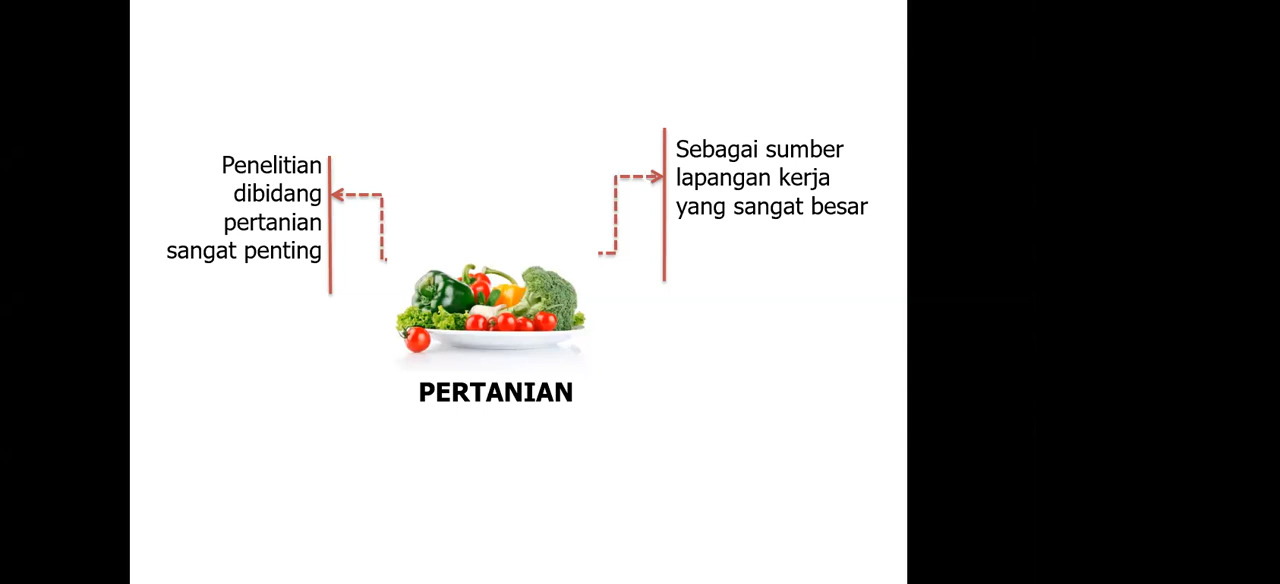 Penelitian
dibidang
pertanian
sangat penting
Sebagai sumber
lapangan kerja
yang sangat besar
PERTANIAN